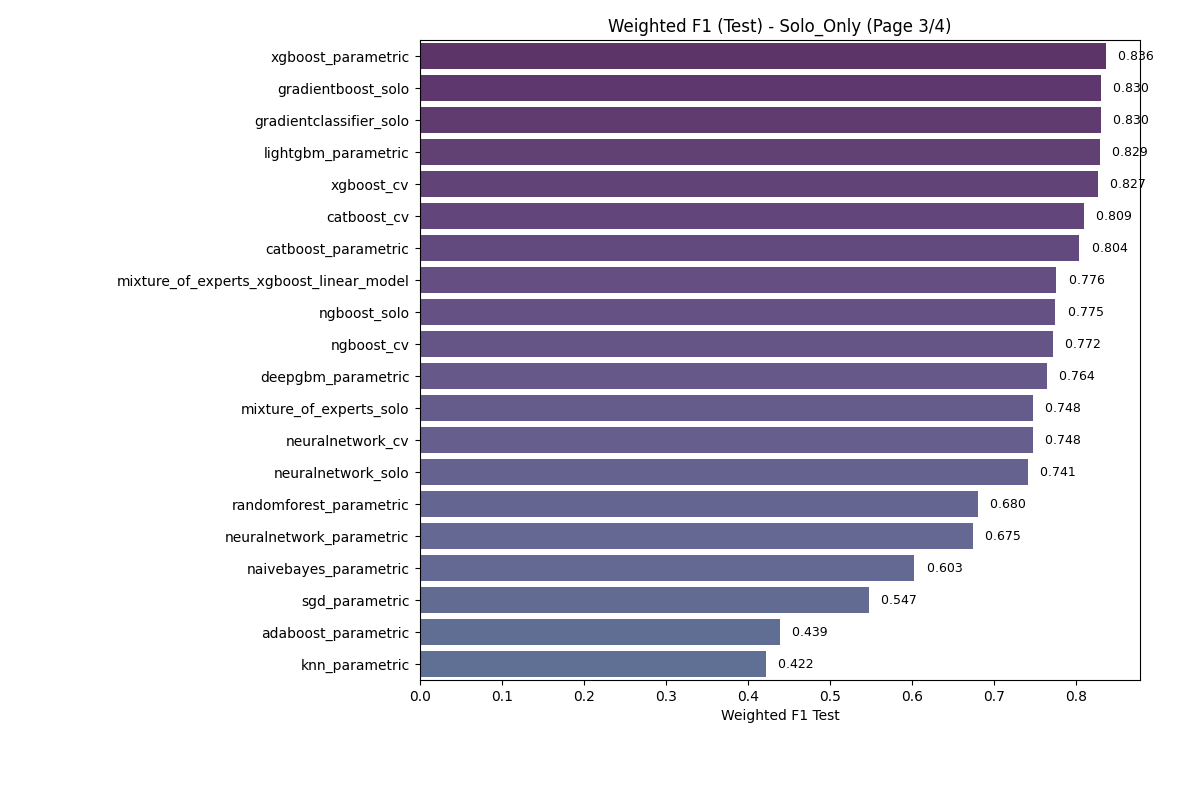 Weighted F1 (Test) - Solo_Only (Page 3/4)
xgboost_parametric 0.836
gradientboost_solo 0.830
gradientclassifier_solo 0.830
lightgbm_parametric 0.829
xgboost_cv 0.827
catboost_cv 0.809
catboost_parametric 0.804
mixture_of_experts_xgboost_linear_model 0.776
ngboost_solo 0.775
ngboost_cv 0.772
deepgbm_parametric 0.764
mixture_of_experts_solo 0.748
neuralnetwork_cv 0.748
neuralnetwork_solo 0.741
randomforest_parametric 0.680
neuralnetwork_parametric 0.675
naivebayes_parametric 0.603
sgd_parametric 0.547
adaboost_parametric 0.439
knn_parametric 0.422
0.0 0.1 0.2 0.3 0.4 0.5 0.6 0.7 0.8
Weighted F1 Test